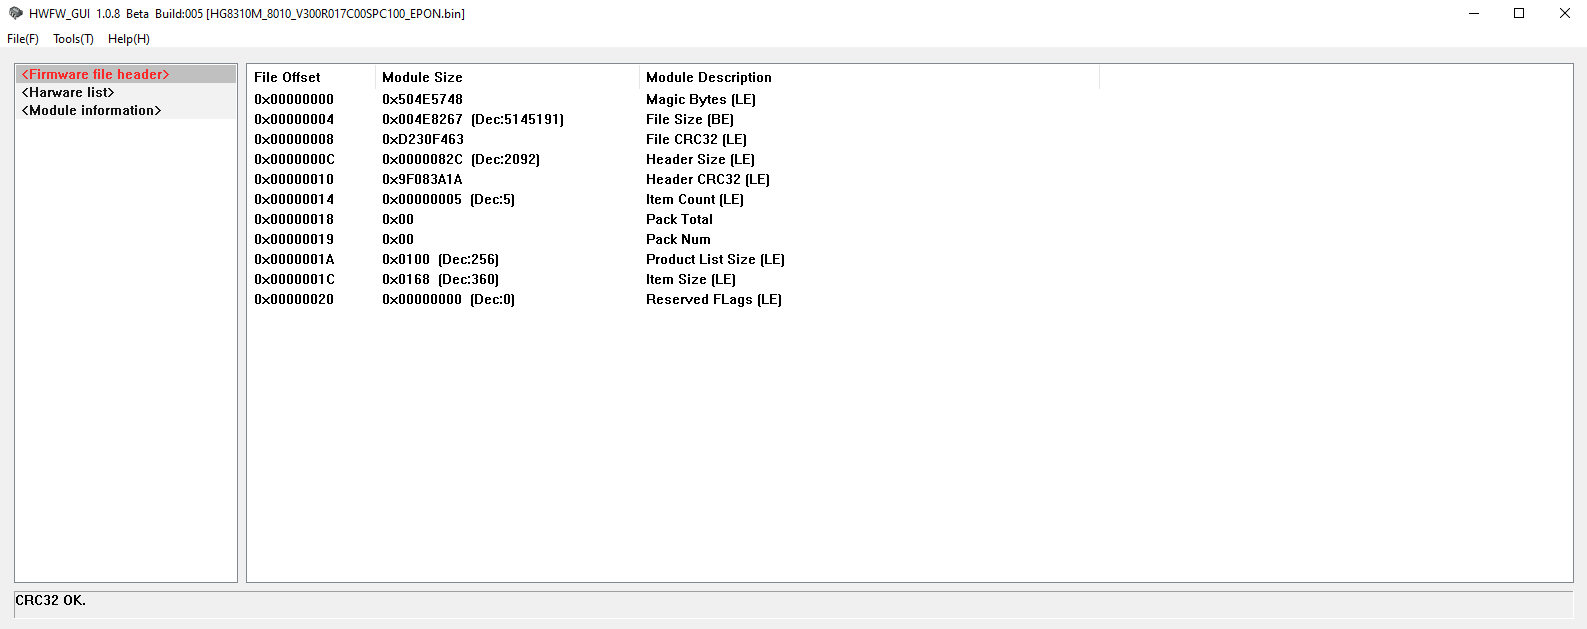 HWFW_GUI 1.0.8 Beta Build:005 [HG8310M_8010_V300R017C00SPC100_EPON.bin]
File(F) Tools(T) Help(H)
<Firmware file header>
<Harware list>
<Module information>
File Offset Module Size Module Description
0x00000000 0x504E5748 Magic Bytes (LE)
0x00000004 0x004E8267 (Dec:5145191) File Size (BE)
0x00000008 0xD230F463 File CRC32 (LE)
0x0000000C 0x0000082C (Dec:2092) Header Size (LE)
0x00000010 0x9F083A1A Header CRC32 (LE)
0x00000014 0x00000005 (Dec:5) Item Count (LE)
0x00000018 0x00 Pack Total
0x00000019 0x00 Pack Num
0x0000001A 0x0100 (Dec:256) Product List Size (LE)
0x0000001C 0x0168 (Dec:360) Item Size (LE)
0x00000020 0x00000000 (Dec:0) Reserved FLags (LE)
CRC32 OK.